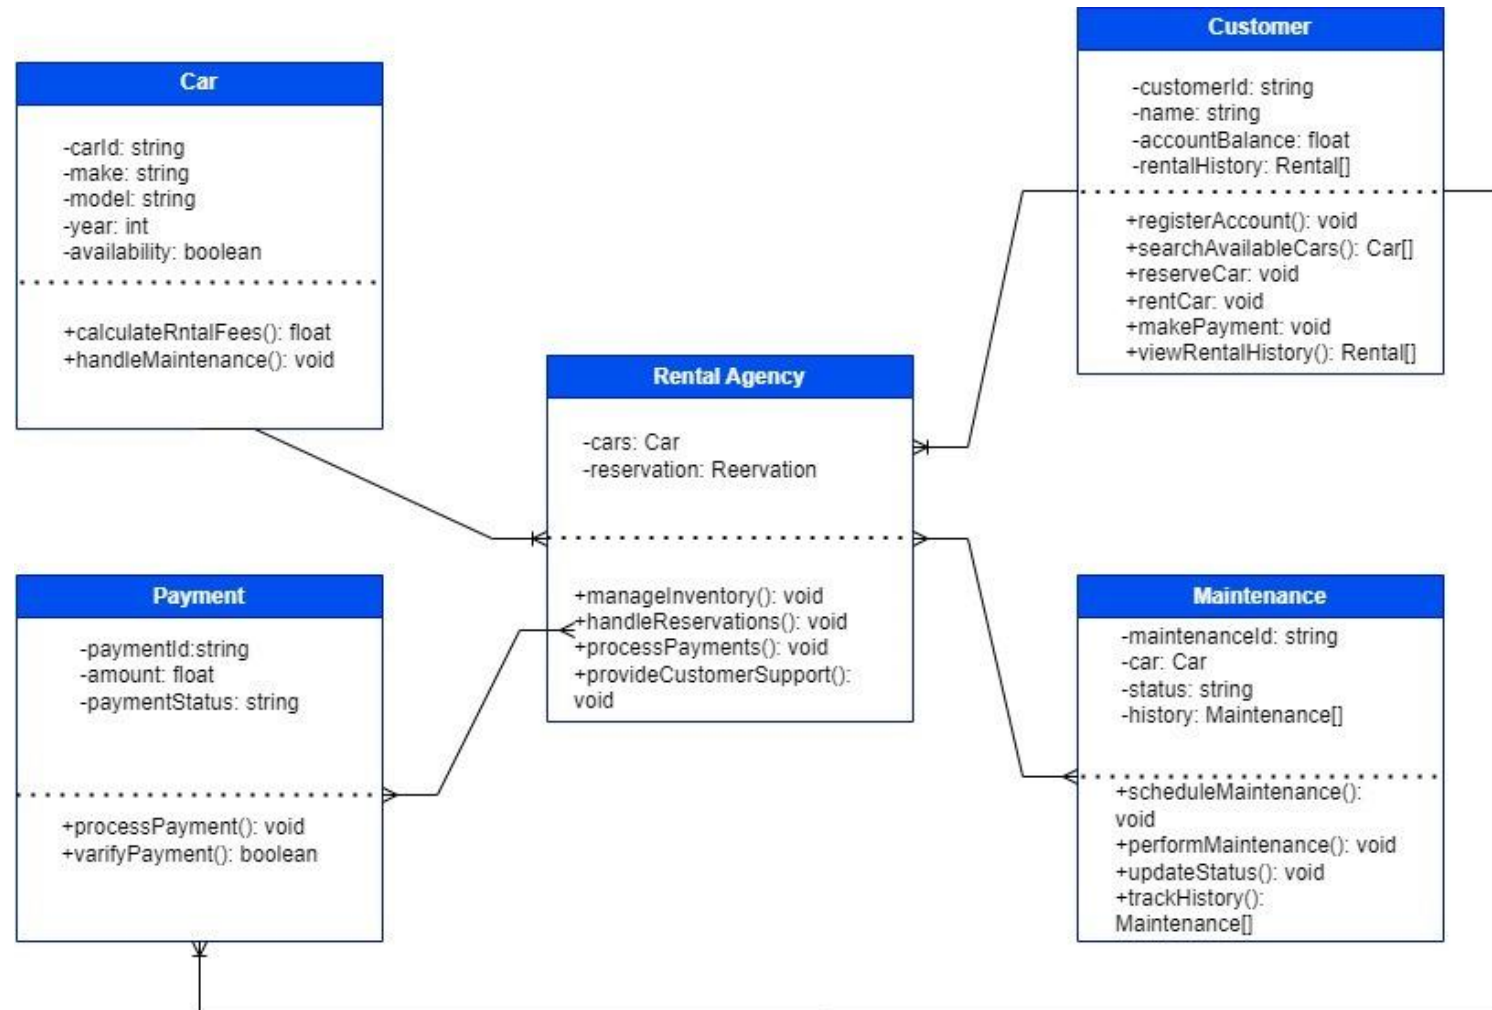 Car
-carId: string
-make: string
-model: string
-year: int
-availability: boolean
+calculateRntalFees(): float
+handleMaintenance(): void
Customer
-customerId: string
-name: string
-accountBalance: float
-rentalHistory: Rental[]
+registerAccount(): void
+searchAvailableCars(): Car[]
+reserveCar: void
+rentCar: void
+makePayment: void
+viewRentalHistory(): Rental[]
Rental Agency
-cars: Car
-reservation: Reervation
+manageInventory(): void
+handleReservations(): void
+processPayments(): void
+provideCustomerSupport():
void
Payment
-paymentId:string
-amount: float
-paymentStatus: string
+processPayment(): void
+varifyPayment(): boolean
Maintenance
-maintenanceId: string
-car: Car
-status: string
-history: Maintenance[]
+scheduleMaintenance():
void
+performMaintenance(): void
+updateStatus(): void
+trackHistory():
Maintenance[]